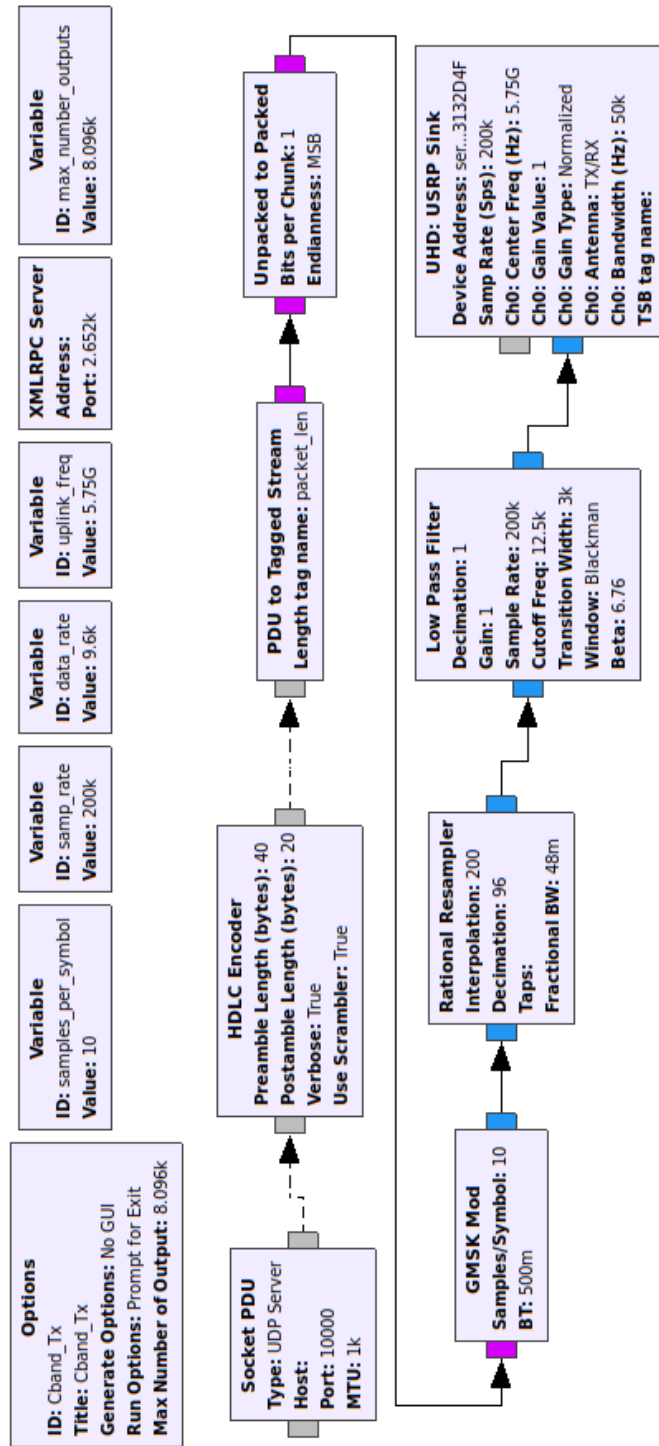 Options
ID: Cband_Tx
Title: Cband_Tx
Generate Options: No GUI
Run Options: Prompt for Exit
Max Number of Output: 8.096k
Variable
ID: samples_per_symbol
Value: 10
Variable
ID: samp_rate
Value: 200k
Variable
ID: data_rate
Value: 9.6k
Variable
ID: uplink_freq
Value: 5.75G
XMLRPC Server
Address:
Port: 2.652k
Variable
ID: max_number_outputs
Value: 8.096k
Socket PDU
Type: UDP Server
Host:
Port: 10000
MTU: 1k
HDLC Encoder
Preamble Length (bytes): 40
Postamble Length (bytes): 20
Verbose: True
Use Scrambler: True
PDU to Tagged Stream
Length tag name: packet_len
Unpacked to Packed
Bits per Chunk: 1
Endianness: MSB
GMSK Mod
Samples/Symbol: 10
BT: 500m
Rational Resampler
Interpolation: 200
Decimation: 96
Taps:
Fractional BW: 48m
Low Pass Filter
Decimation: 1
Gain: 1
Sample Rate: 200k
Cutoff Freq: 12.5k
Transition Width: 3k
Window: Blackman
Beta: 6.76
UHD: USRP Sink
Device Address: ser...3132D4F
Samp Rate (Sps): 200k
Ch0: Center Freq (Hz): 5.75G
Ch0: Gain Value: 1
Ch0: Gain Type: Normalized
Ch0: Antenna: TX/RX
Ch0: Bandwidth (Hz): 50k
TSB tag name: